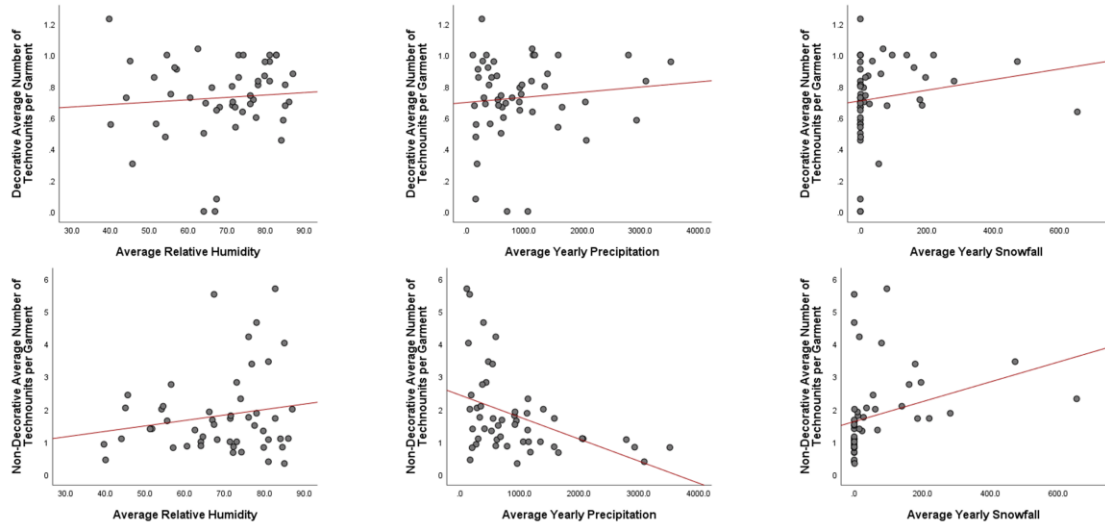 Decorative Average Number of
Technounits per Garment
1.2
1.0
.8
.6
.4
.2
.0
30.0 40.0 50.0 60.0 70.0 80.0 90.0
Average Relative Humidity
Decorative Average Number of
Technounits per Garment
1.2
1.0
.8
.6
.4
.2
.0
.0 1000.0 2000.0 3000.0 4000.0
Average Yearly Precipitation
Decorative Average Number of
Technounits per Garment
1.2
1.0
.8
.6
.4
.2
.0
.0 200.0 400.0 600.0
Average Yearly Snowfall
Non-Decorative Average Number of
Technounits per Garment
6
5
4
3
2
1
0
30.0 40.0 50.0 60.0 70.0 80.0 90.0
Average Relative Humidity
Non-Decorative Average Number of
Technounits per Garment
6
5
4
3
2
1
0
.0 1000.0 2000.0 3000.0 4000.0
Average Yearly Precipitation
Non-Decorative Average Number of
Technounits per Garment
6
5
4
3
2
1
0
.0 200.0 400.0 600.0
Average Yearly Snowfall